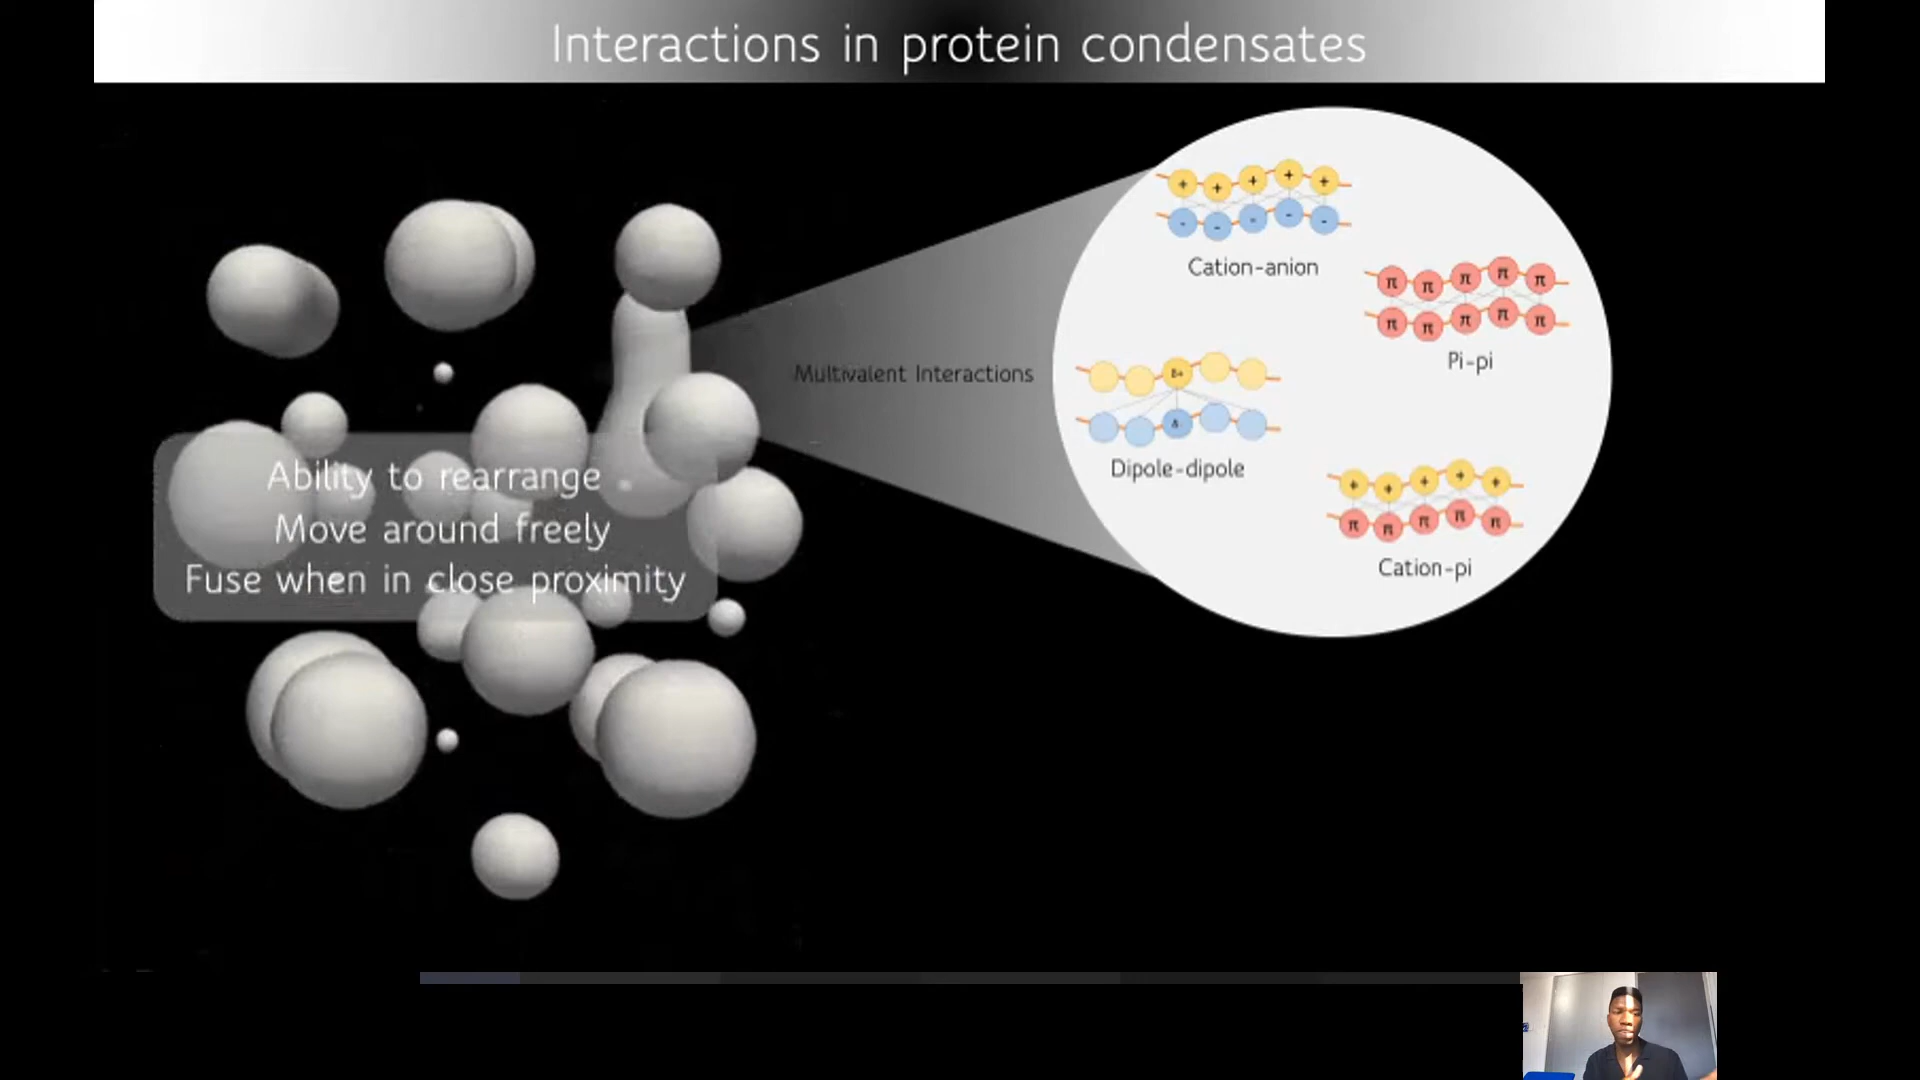 Interactions in protein condensates
+ + + + +
- - - - -
Cation-anion
π π π π π
π π π π π
Pi-pi
Multivalent Interactions
δ+
Dipole-dipole
+ + + + +
π π π π π
Cation-pi
Ability to rearrange
Move around freely
Fuse when in close proximity